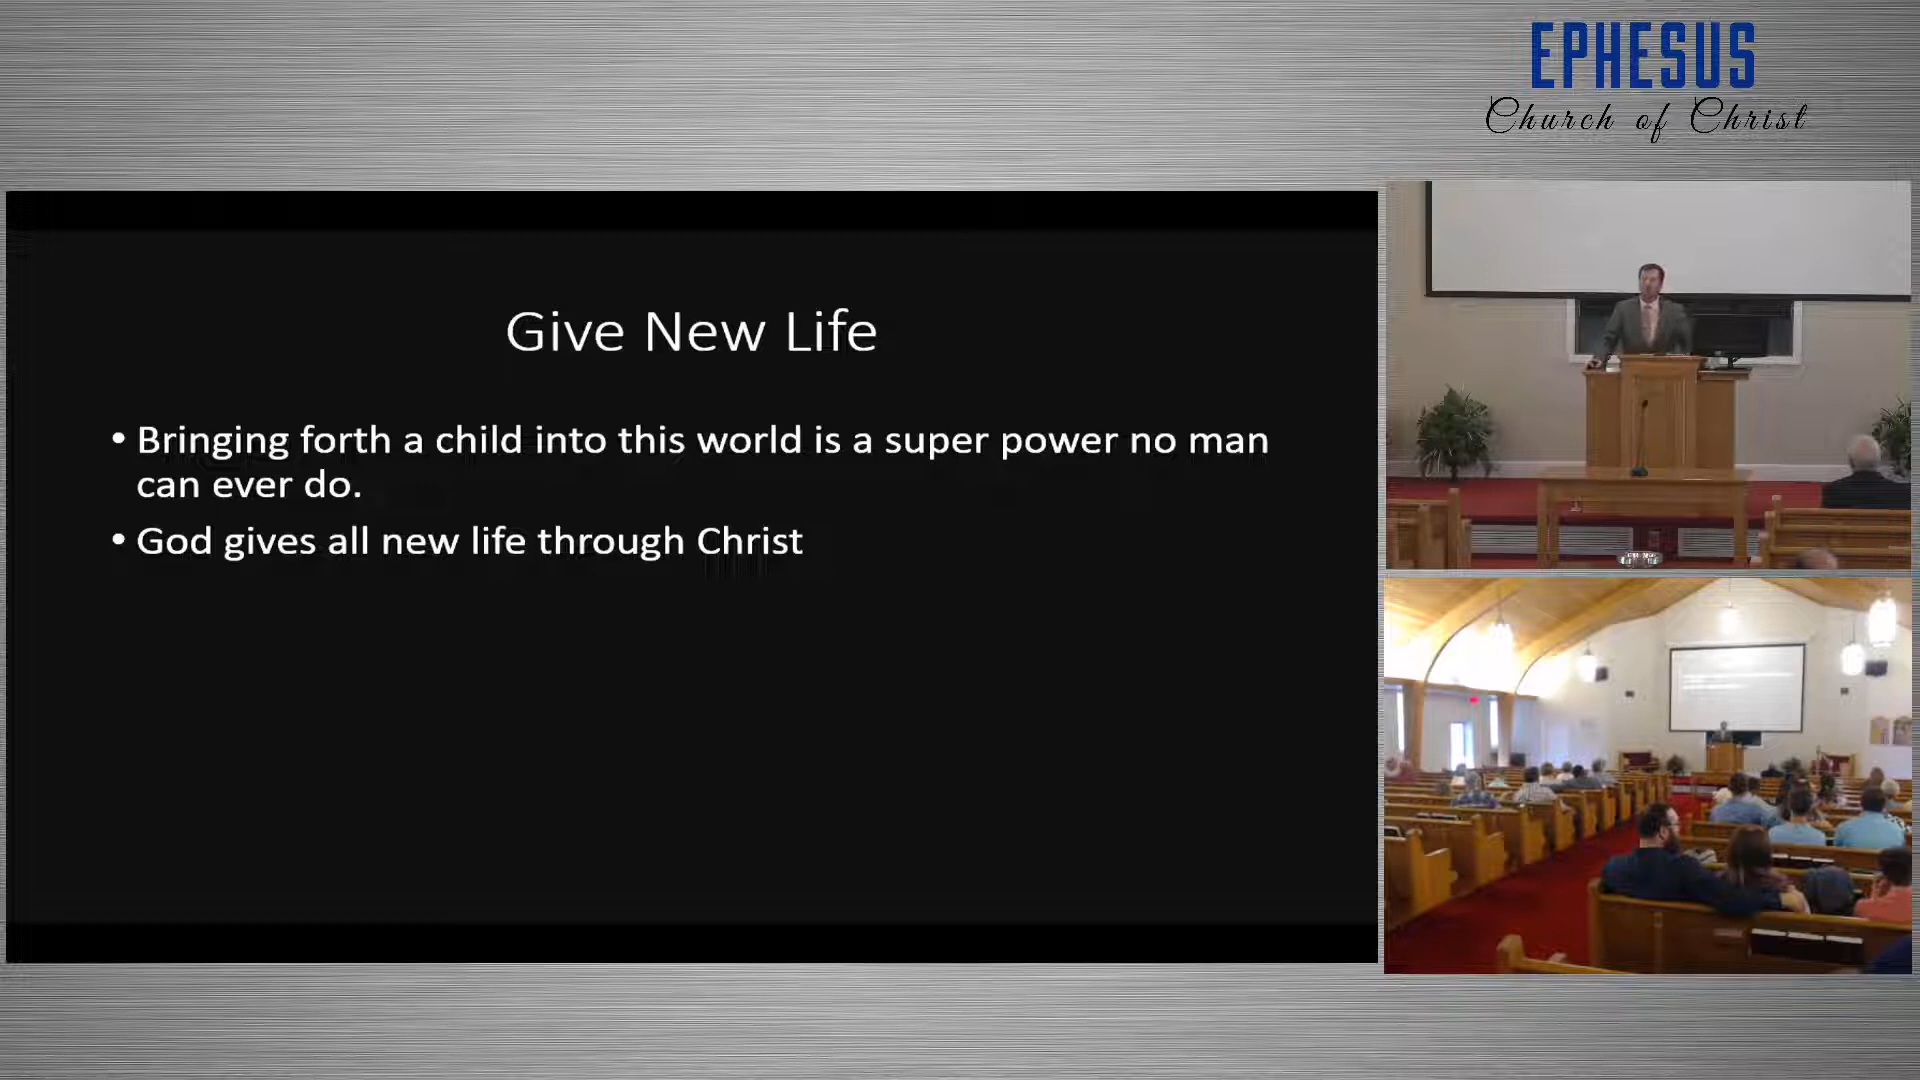 EPHESUS
Church of Christ
Give New Life
• Bringing forth a child into this world is a super power no man
can ever do.
• God gives all new life through Christ